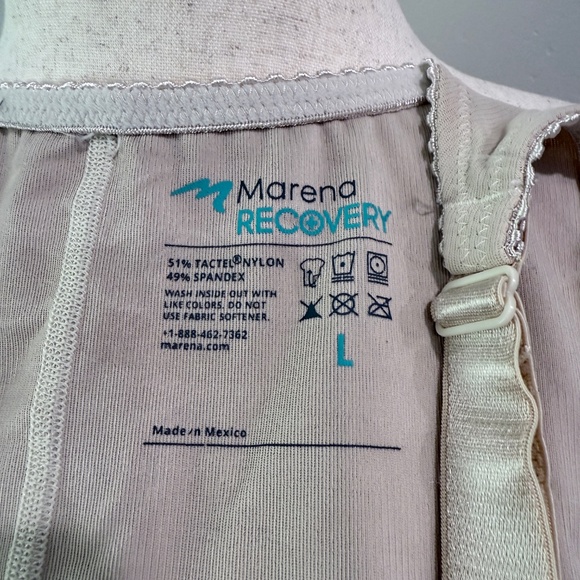 Marena
RECOVERY
51% TACTEL® NYLON
49% SPANDEX
WASH INSIDE OUT WITH
LIKE COLORS. DO NOT
USE FABRIC SOFTENER.
+1-888-462-7362
marena.com
L
Made in Mexico